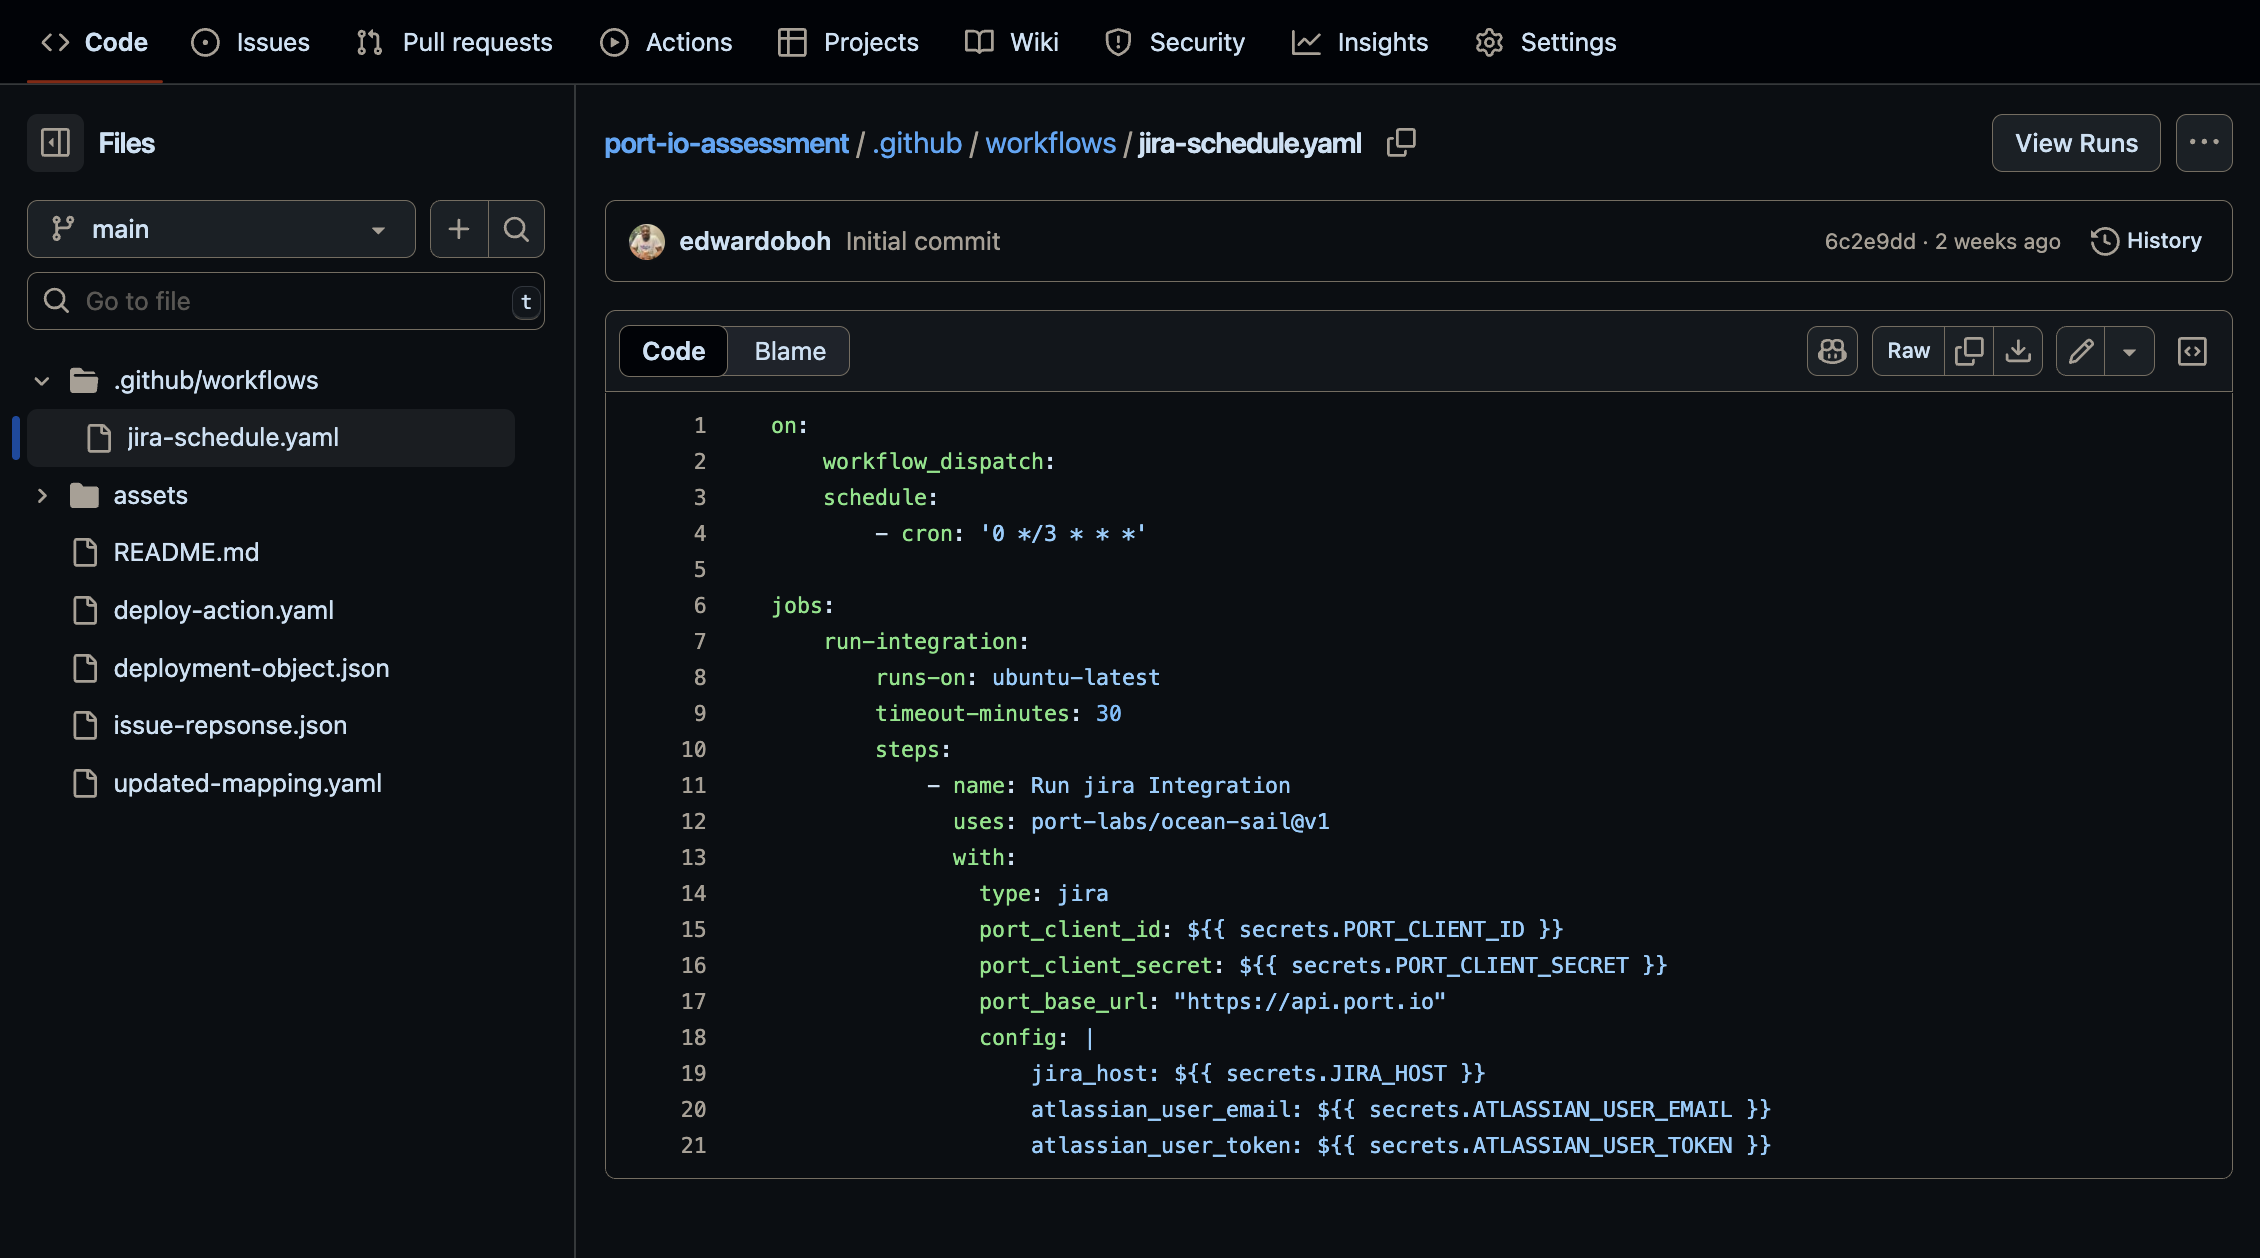 Code Issues Pull requests Actions Projects Wiki Security Insights Settings
Files
main
Go to file t
.github/workflows
jira-schedule.yaml
assets
README.md
deploy-action.yaml
deployment-object.json
issue-repsonse.json
updated-mapping.yaml
port-io-assessment / .github / workflows / jira-schedule.yaml
View Runs
edwardoboh Initial commit 6c2e9dd · 2 weeks ago History
Code Blame Raw
1 on:
2     workflow_dispatch:
3     schedule:
4         - cron: '0 */3 * * *'
5
6 jobs:
7     run-integration:
8         runs-on: ubuntu-latest
9         timeout-minutes: 30
10         steps:
11             - name: Run jira Integration
12               uses: port-labs/ocean-sail@v1
13               with:
14                 type: jira
15                 port_client_id: ${{ secrets.PORT_CLIENT_ID }}
16                 port_client_secret: ${{ secrets.PORT_CLIENT_SECRET }}
17                 port_base_url: "https://api.port.io"
18                 config: |
19                     jira_host: ${{ secrets.JIRA_HOST }}
20                     atlassian_user_email: ${{ secrets.ATLASSIAN_USER_EMAIL }}
21                     atlassian_user_token: ${{ secrets.ATLASSIAN_USER_TOKEN }}